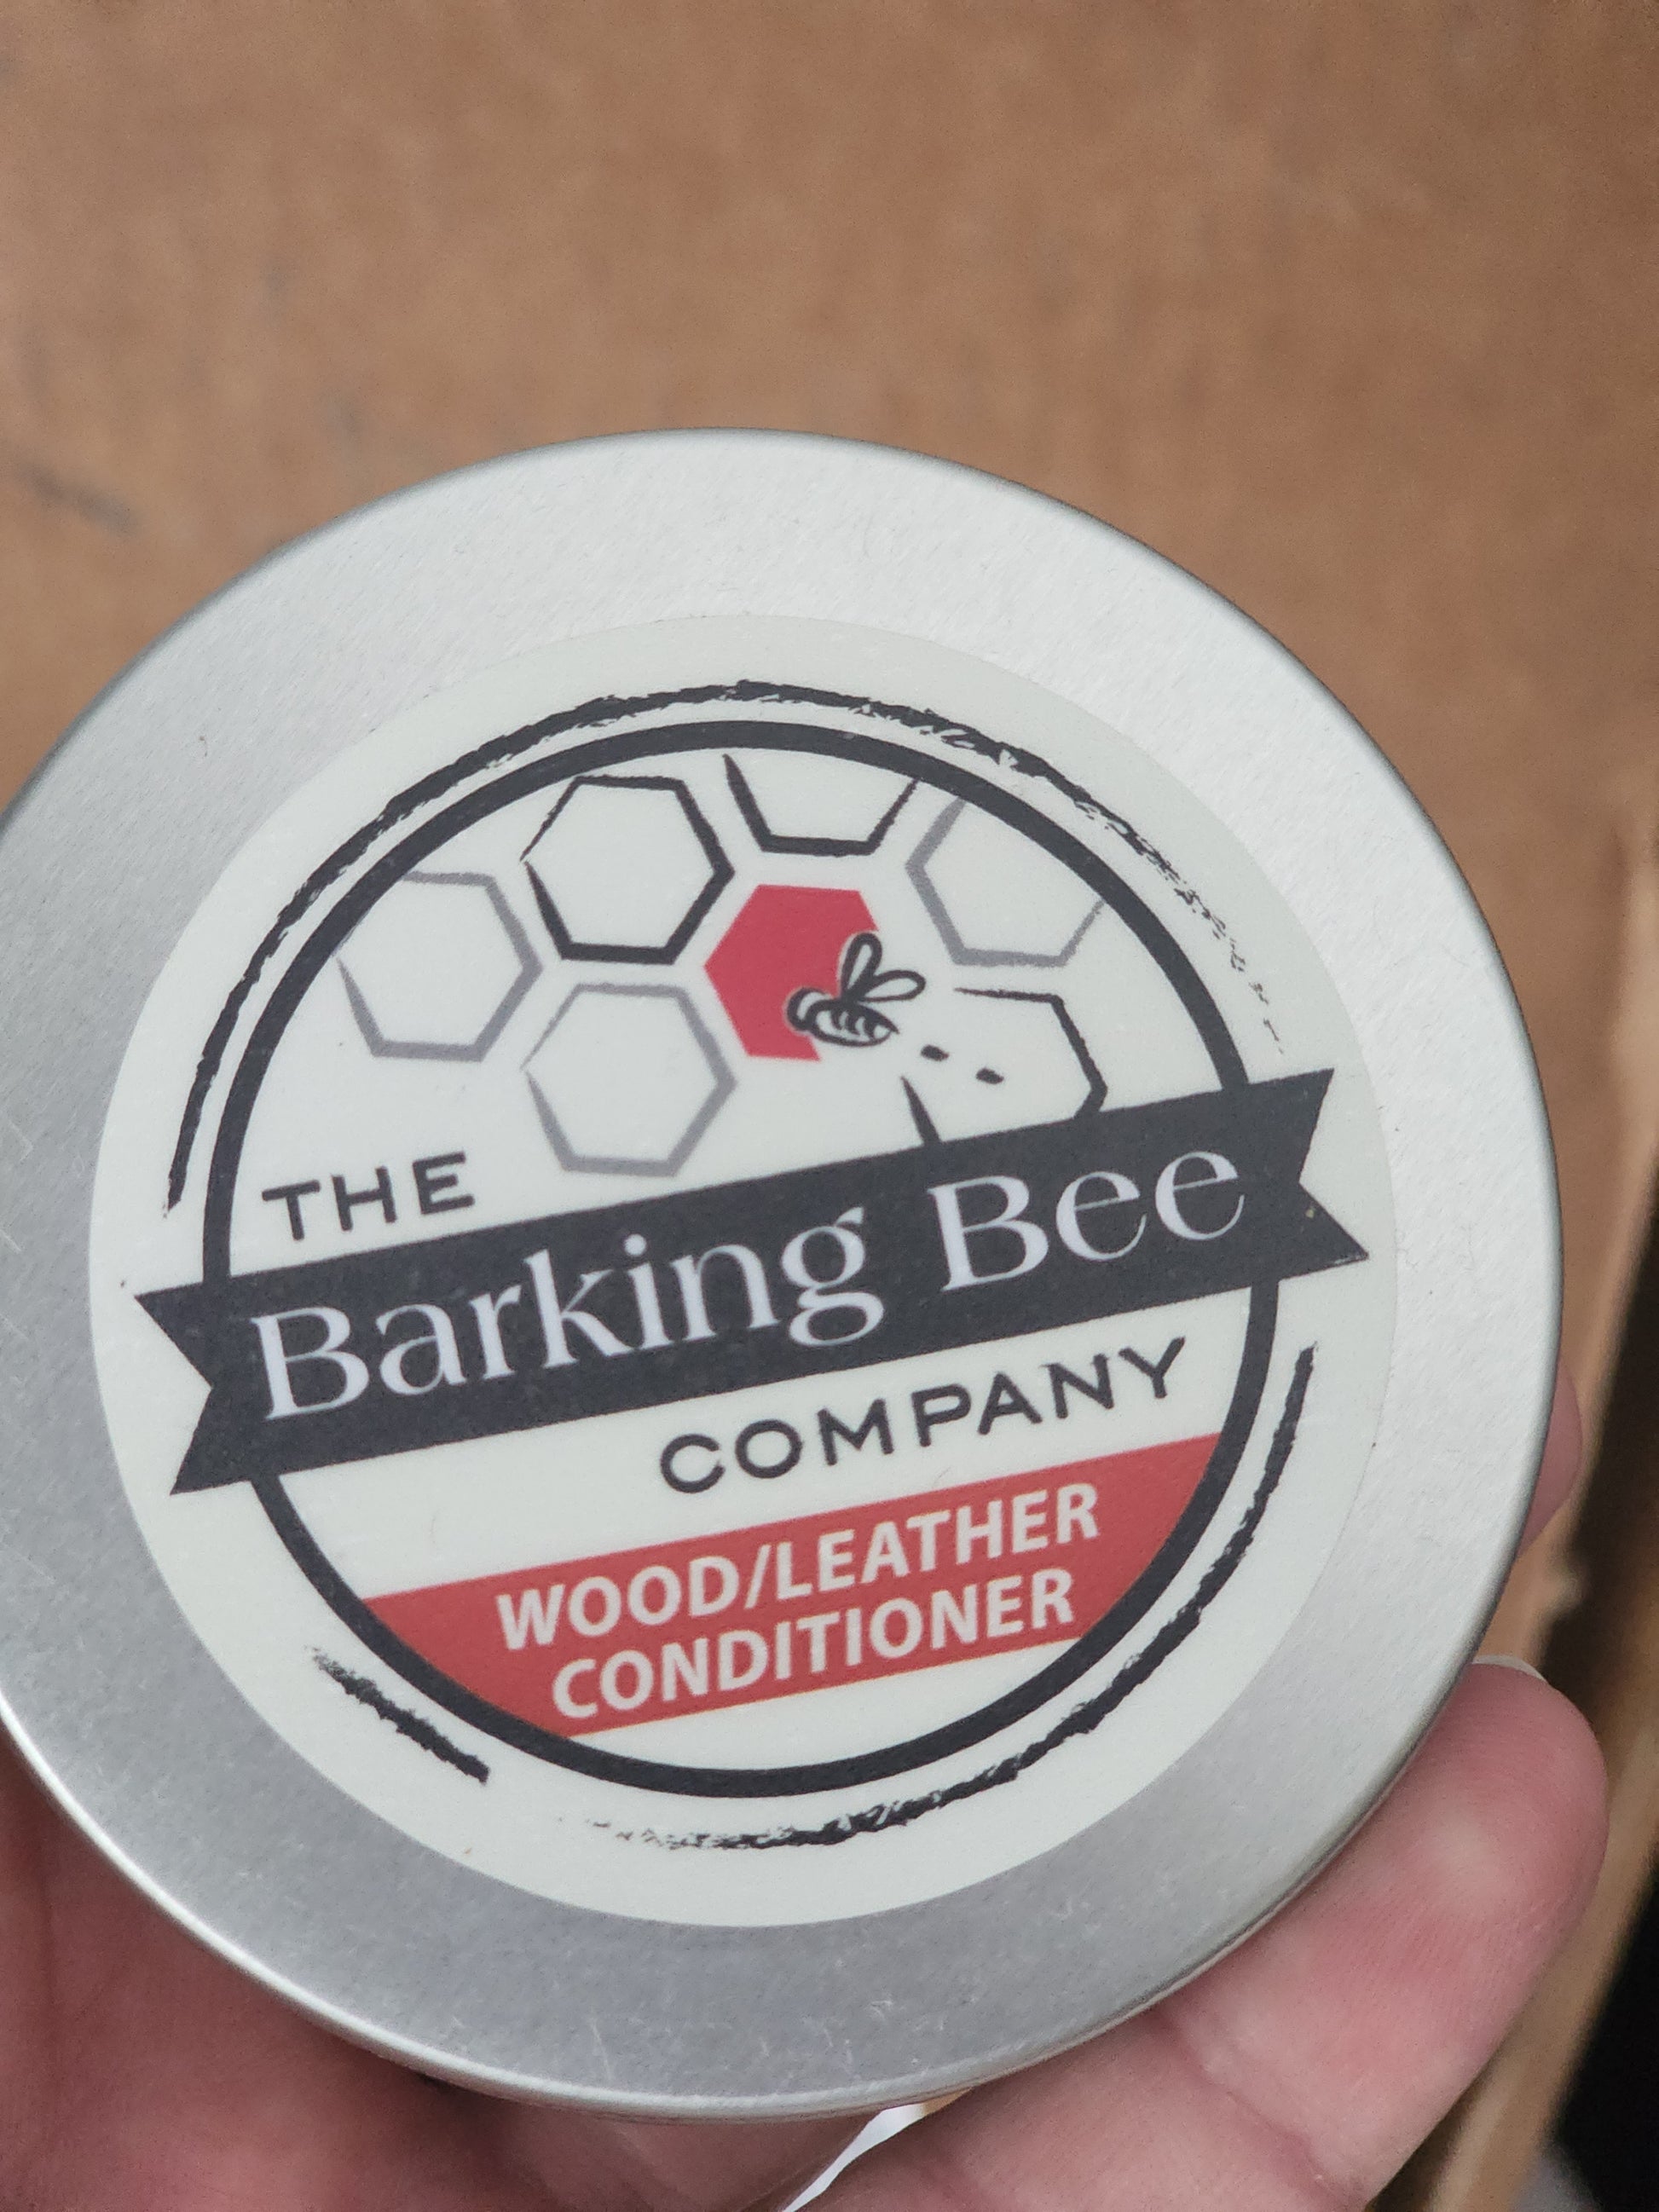 THE
Barking Bee
COMPANY
WOOD/LEATHER
CONDITIONER